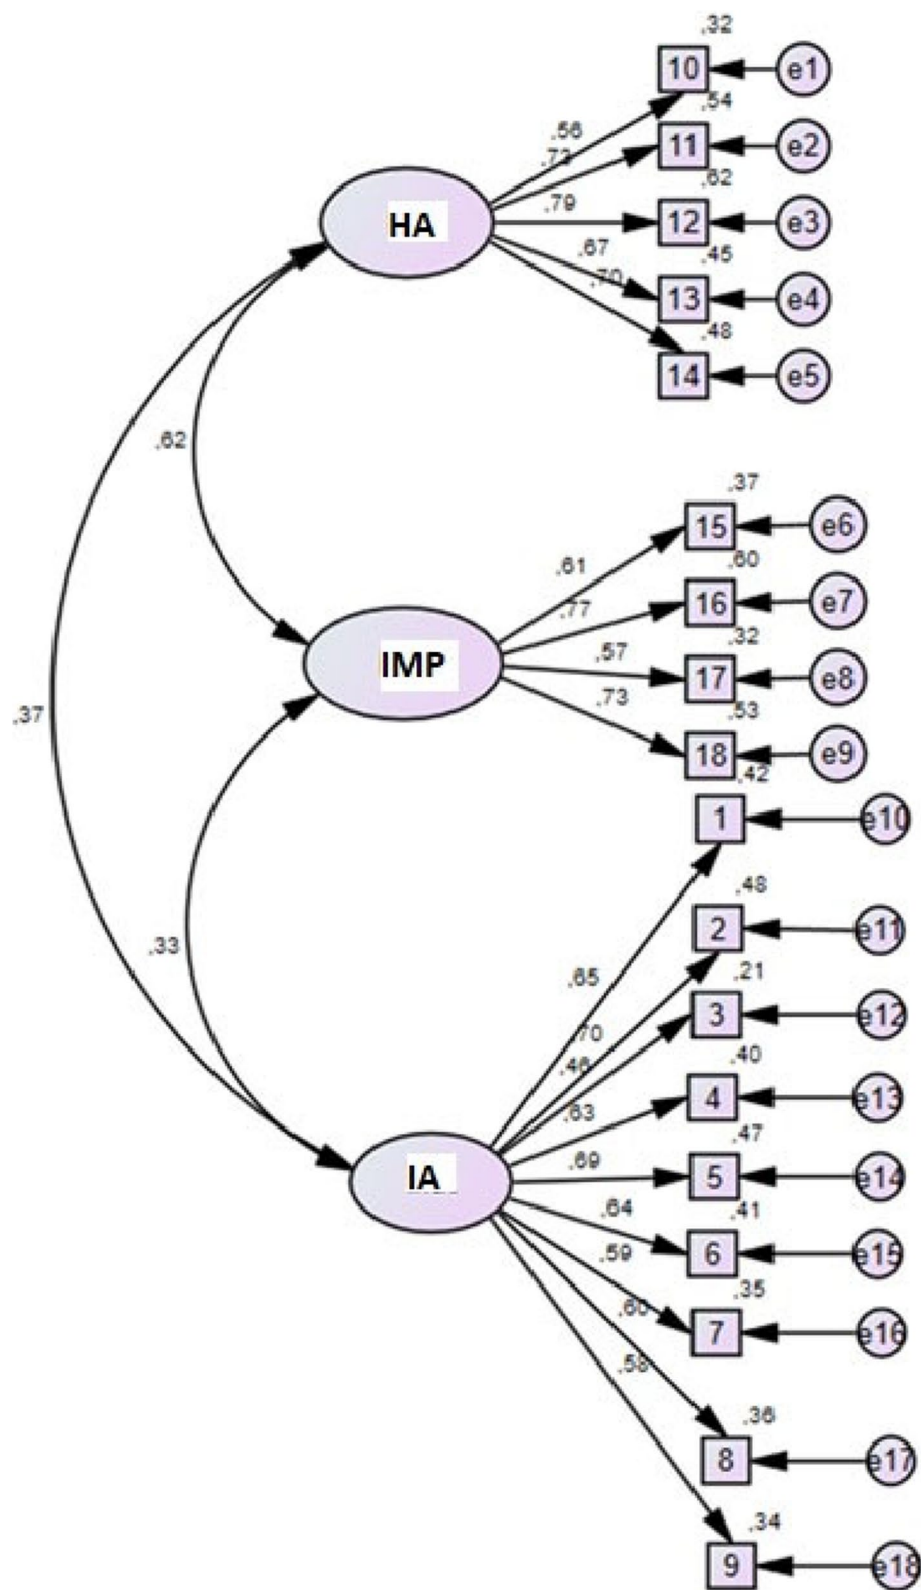 ,32
10 e1
,54
,56
11 e2
,73
,62
HA ,79 12 e3
,67 ,45
13 e4
,70
,48
14 e5
,62
,37
15 e6
,61 ,60
,77 16 e7
,32
IMP ,57 17 e8
,73 ,53
18 e9
,37
,42
1 e10
,48
2 e11
,33
,65 ,21
3 e12
,70
,46 ,40
,63 4 e13
,47
IA ,69 5 e14
,64 ,41
,59 6 e15
,35
,60
7 e16
,58
,36
8 e17
,34
9 e18